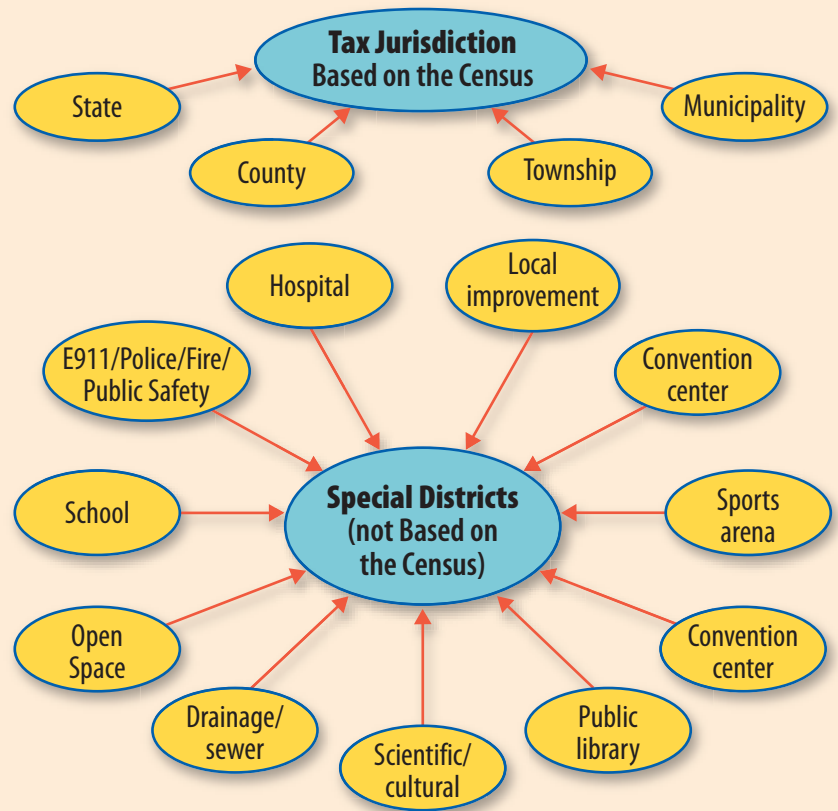 Tax Jurisdiction
Based on the Census
State
Municipality
County
Township
Hospital
Local
improvement
E911/Police/Fire/
Public Safety
Convention
center
School
Special Districts
(not Based on
the Census)
Sports
arena
Open
Space
Convention
center
Drainage/
sewer
Scientific/
cultural
Public
library